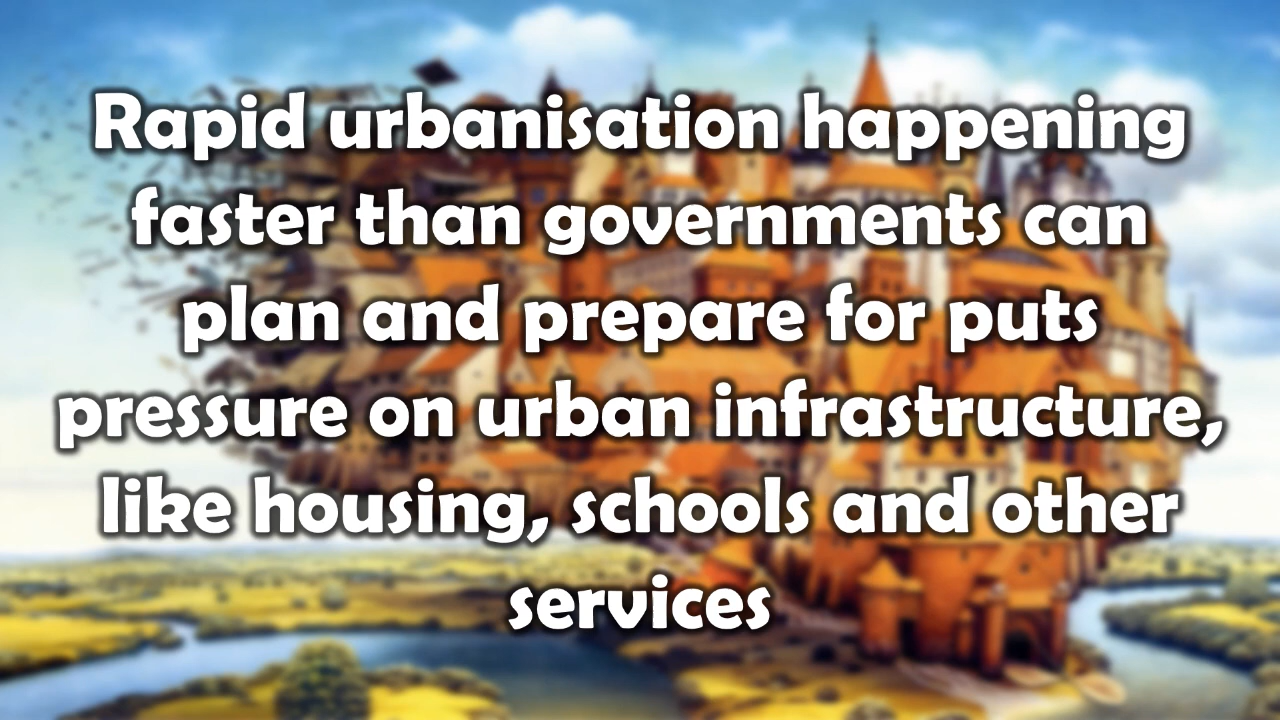 Rapid urbanisation happening
faster than governments can
plan and prepare for puts
pressure on urban infrastructure,
like housing, schools and other
services